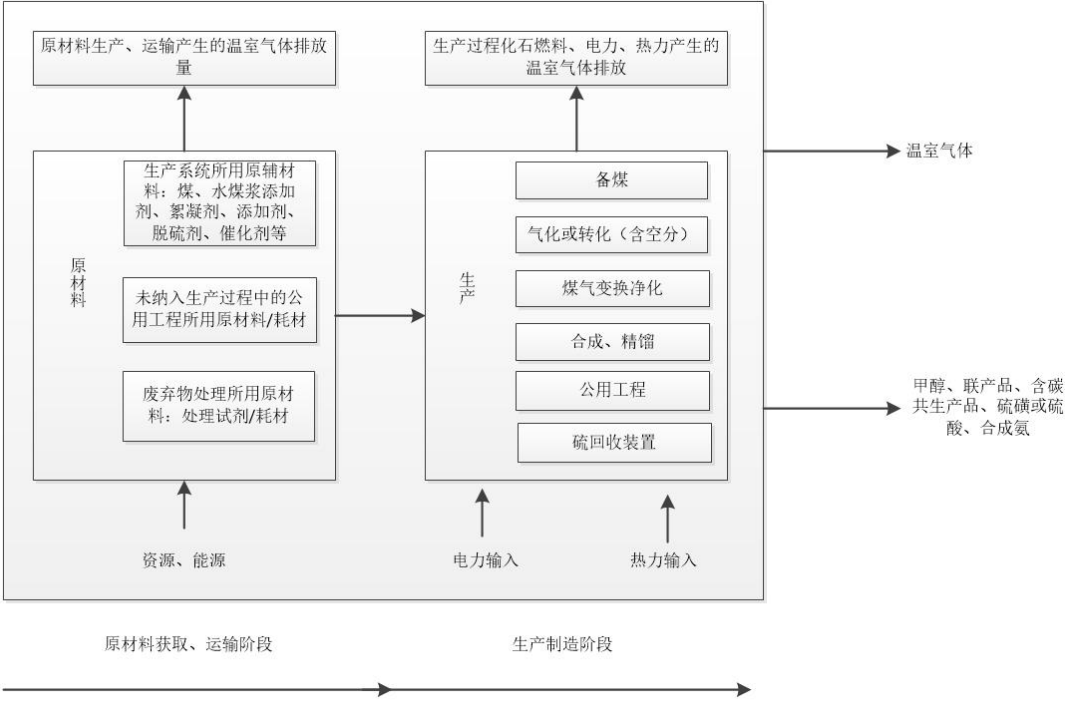 原材料生产、运输产生的温室气体排放
量
生产过程化石燃料、电力、热力产生的
温室气体排放
温室气体
原材料
生产系统所用原辅材
料：煤、水煤浆添加
剂、絮凝剂、添加剂、
脱硫剂、催化剂等
未纳入生产过程中的公
用工程所用原材料/耗材
废弃物处理所用原材
料：处理试剂/耗材
生产
备煤
气化或转化（含空分）
煤气变换净化
合成、精馏
公用工程
硫回收装置
甲醇、联产品、含碳
共生产品、硫磺或硫
酸、合成氨
资源、能源
电力输入
热力输入
原材料获取、运输阶段
生产制造阶段